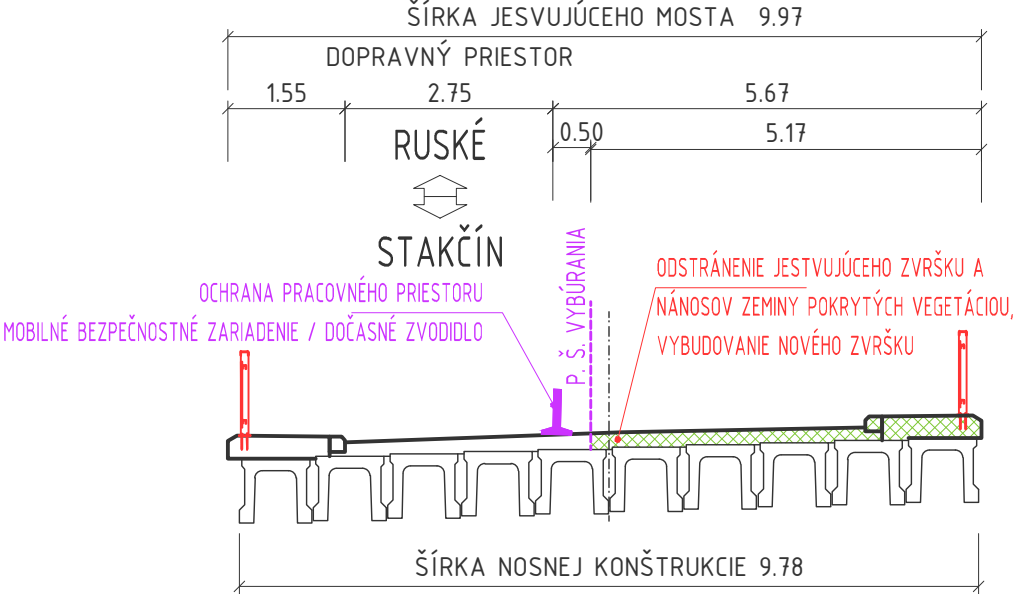 ŠÍRKA JESVUJÚCEHO MOSTA 9.97
DOPRAVNÝ PRIESTOR
1.55 2.75 5.67
0.50 5.17
RUSKÉ
STAKČÍN
P. Š. VYBÚRANIA
OCHRANA PRACOVNÉHO PRIESTORU
MOBILNÉ BEZPEČNOSTNÉ ZARIADENIE / DOČASNÉ ZVODIDLO
ODSTRÁNENIE JESTVUJÚCEHO ZVRŠKU A
NÁNOSOV ZEMINY POKRYTÝCH VEGETÁCIOU,
VYBUDOVANIE NOVÉHO ZVRŠKU
ŠÍRKA NOSNEJ KONŠTRUKCIE 9.78